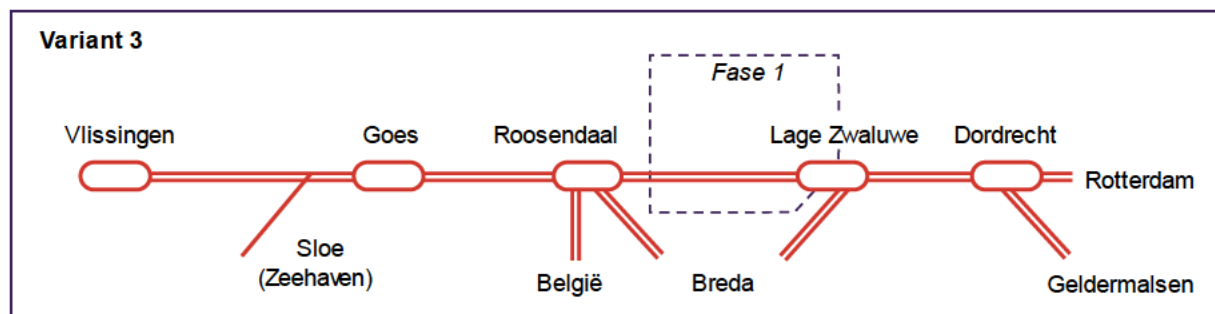 Variant 3
Fase 1
Vlissingen
Goes
Roosendaal
Lage Zwaluwe
Dordrecht
Rotterdam
Sloe
(Zeehaven)
België
Breda
Geldermalsen